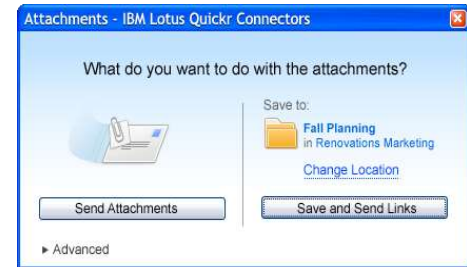 Attachments - IBM Lotus Quickr Connectors
What do you want to do with the attachments?
Save to:
Fall Planning
in Renovations Marketing
Change Location
Send Attachments
Save and Send Links
Advanced